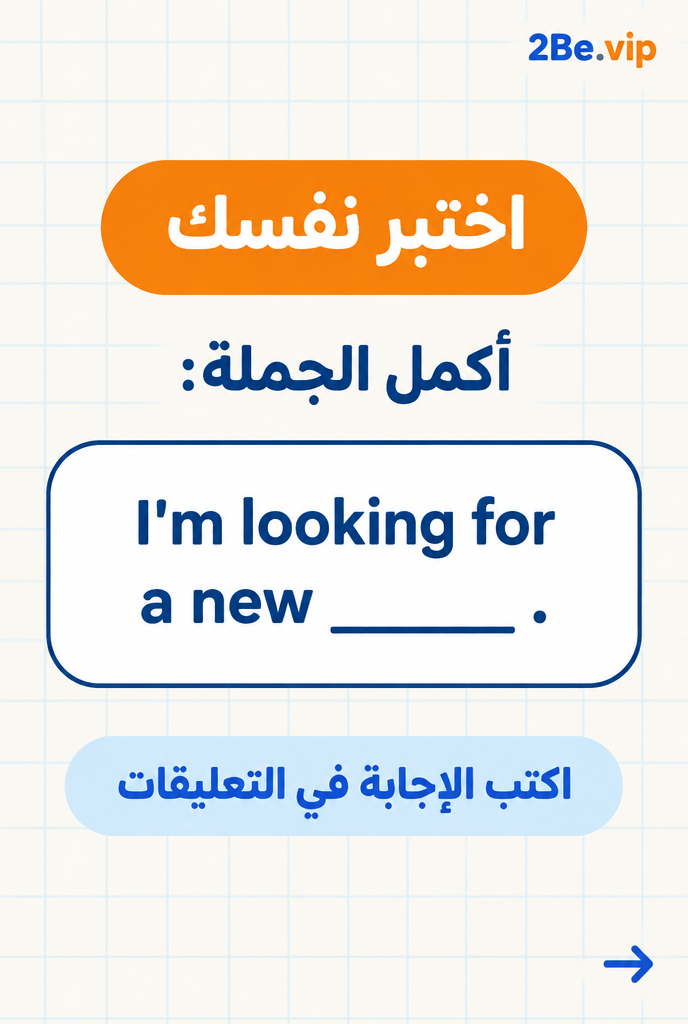 2Be.vip
اختبر نفسك
أكمل الجملة:
I'm looking for
a new ______ .
اكتب الإجابة في التعليقات